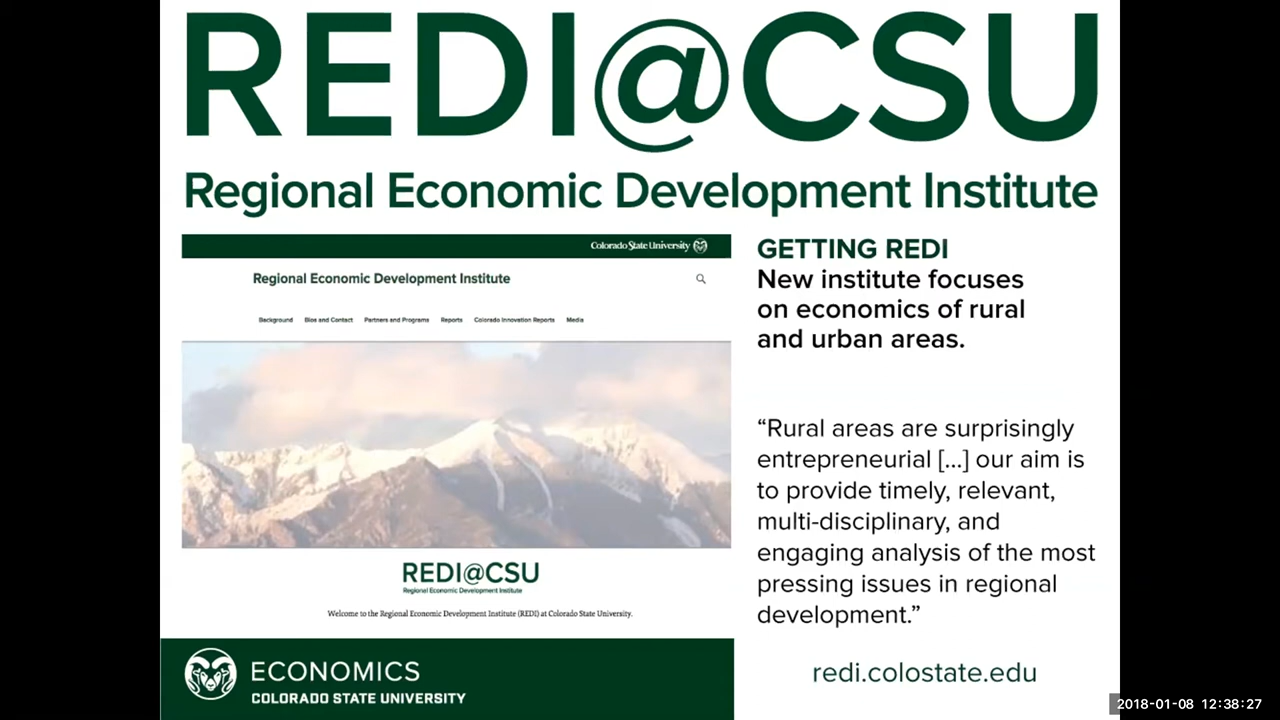 REDI@CSU
Regional Economic Development Institute
Colorado State University
Regional Economic Development Institute
Background Bios and Contact Partners and Programs Reports Colorado Innovation Reports Media
REDI@CSU
Regional Economic Development Institute
Welcome to the Regional Economic Development Institute (REDI) at Colorado State University.
GETTING REDI
New institute focuses
on economics of rural
and urban areas.
“Rural areas are surprisingly
entrepreneurial [...] our aim is
to provide timely, relevant,
multi-disciplinary, and
engaging analysis of the most
pressing issues in regional
development.”
ECONOMICS
COLORADO STATE UNIVERSITY
redi.colostate.edu
2018-01-08 12:38:27